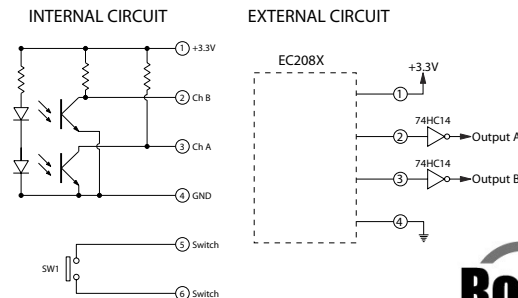 INTERNAL CIRCUIT
1 +3.3V
2 Ch B
3 Ch A
4 GND
5 Switch
SW1
6 Switch
EXTERNAL CIRCUIT
EC208X
+3.3V
1
74HC14
2 Output A
74HC14
3 Output B
4